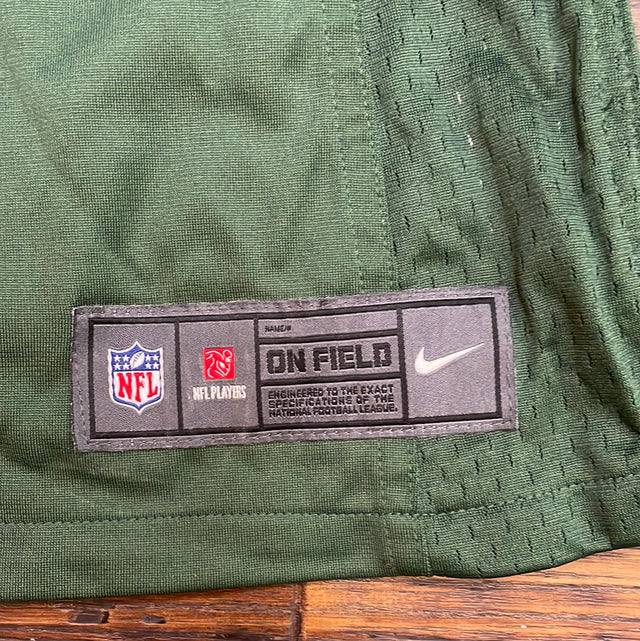 NFL
NFL PLAYERS
NAME/#
ON FIELD
ENGINEERED TO THE EXACT
SPECIFICATIONS OF THE
NATIONAL FOOTBALL LEAGUE.